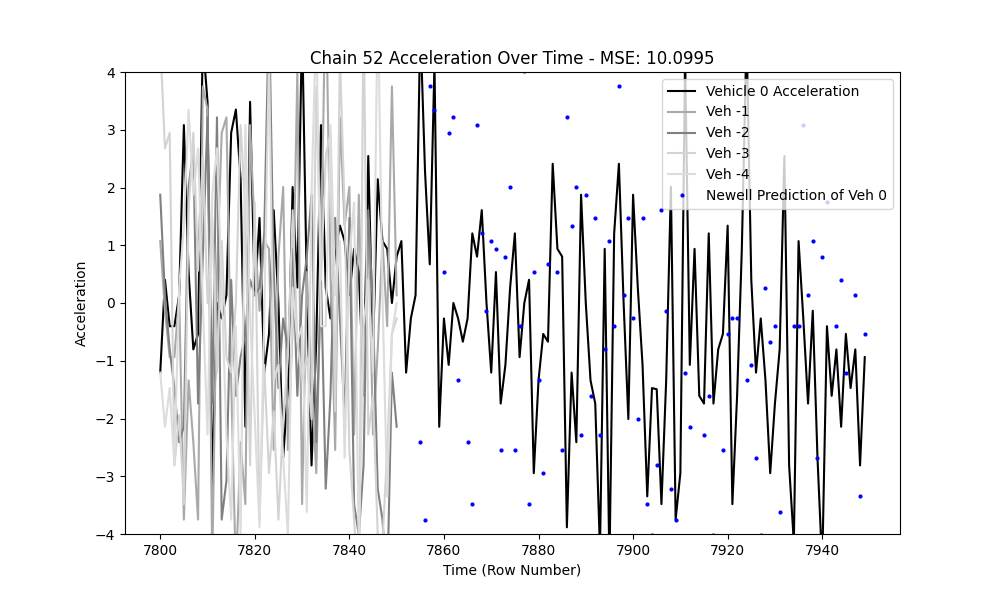 Chain 52 Acceleration Over Time - MSE: 10.0995
4
3
2
1
0
−1
−2
−3
−4
Acceleration
Vehicle 0 Acceleration
Veh -1
Veh -2
Veh -3
Veh -4
Newell Prediction of Veh 0
7800
7820
7840
7860
7880
7900
7920
7940
Time (Row Number)